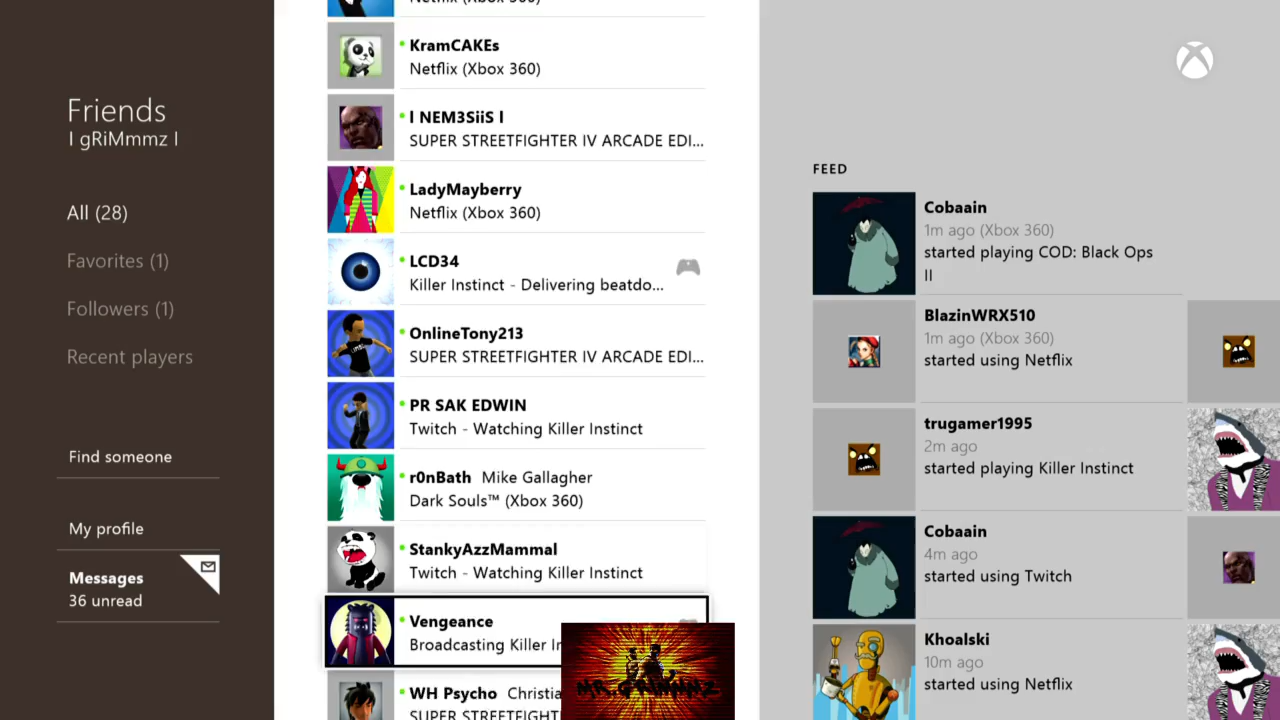 Netflix (Xbox 360)
Friends
I gRiMmmz I
All (28)
Favorites (1)
Followers (1)
Recent players
Find someone
My profile
Messages
36 unread
KramCAKEs
Netflix (Xbox 360)
I NEM3SiiS I
SUPER STREETFIGHTER IV ARCADE EDI...
LadyMayberry
Netflix (Xbox 360)
LCD34
Killer Instinct - Delivering beatdo...
OnlineTony213
SUPER STREETFIGHTER IV ARCADE EDI...
PR SAK EDWIN
Twitch - Watching Killer Instinct
r0nBath Mike Gallagher
Dark Souls™ (Xbox 360)
StankyAzzMammal
Twitch - Watching Killer Instinct
Vengeance
Broadcasting Killer In
WH Psycho Christia
SUPER STREETFIGHT
FEED
Cobaain
1m ago (Xbox 360)
started playing COD: Black Ops
II
BlazinWRX510
1m ago (Xbox 360)
started using Netflix
trugamer1995
2m ago
started playing Killer Instinct
Cobaain
4m ago
started using Twitch
10m ago
started using